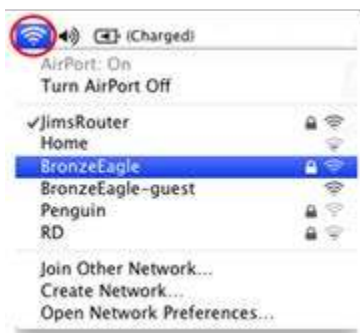 (Charged)
AirPort: On
Turn AirPort Off
✓JimsRouter
Home
BronzeEagle
BronzeEagle-guest
Penguin
RD
Join Other Network...
Create Network...
Open Network Preferences...